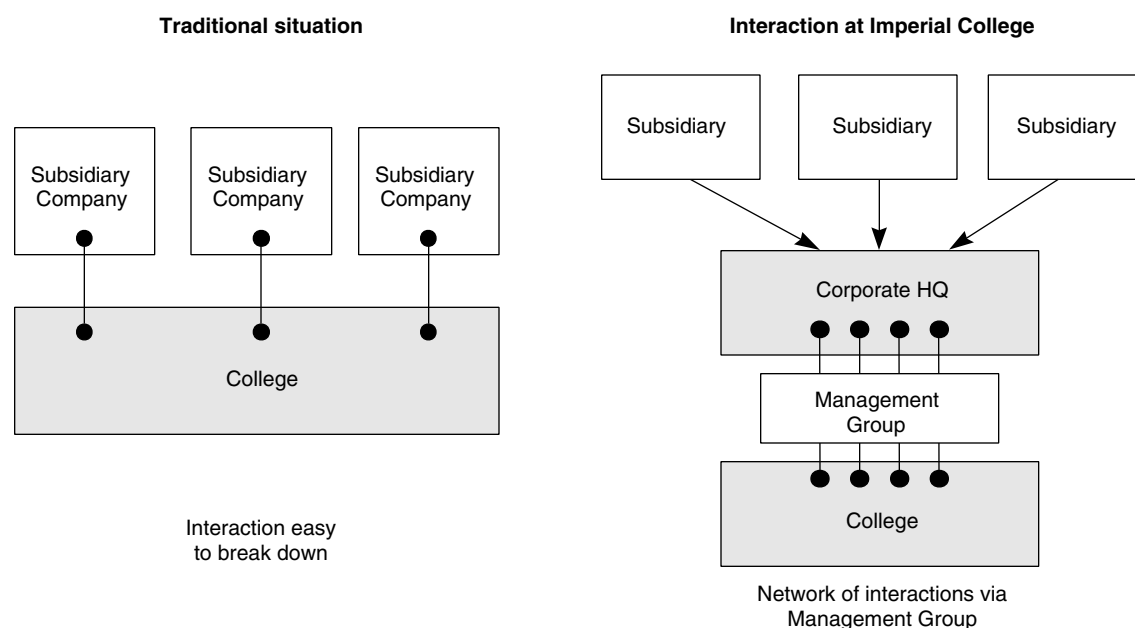 Traditional situation
Subsidiary
Company
Subsidiary
Company
Subsidiary
Company
College
Interaction easy
to break down
Interaction at Imperial College
Subsidiary
Subsidiary
Subsidiary
Corporate HQ
Management
Group
College
Network of interactions via
Management Group